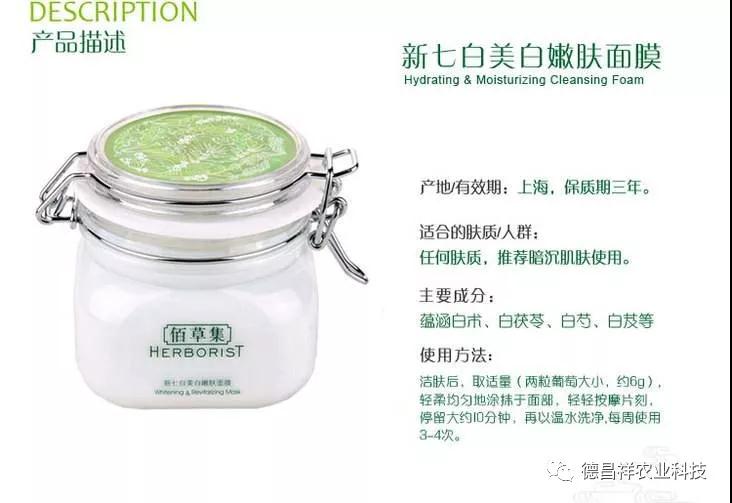 DESCRIPTION
产品描述
新七白美白嫩肤面膜
Hydrating & Moisturizing Cleansing Foam
产地/有效期：上海，保质期三年。
适合的肤质/人群：
任何肤质，推荐暗沉肌肤使用。
主要成分：
蕴涵白术、白茯苓、白芍、白芨等
使用方法：
洁肤后，取适量（两粒葡萄大小，约6g），
轻柔均匀地涂抹于面部，轻轻按摩片刻，
停留大约10分钟，再以温水洗净，每周使用
3-4次。
佰草集
HERBORIST
新七白美白嫩肤面膜
Whitening & Revitalizing Mask
德昌祥农业科技